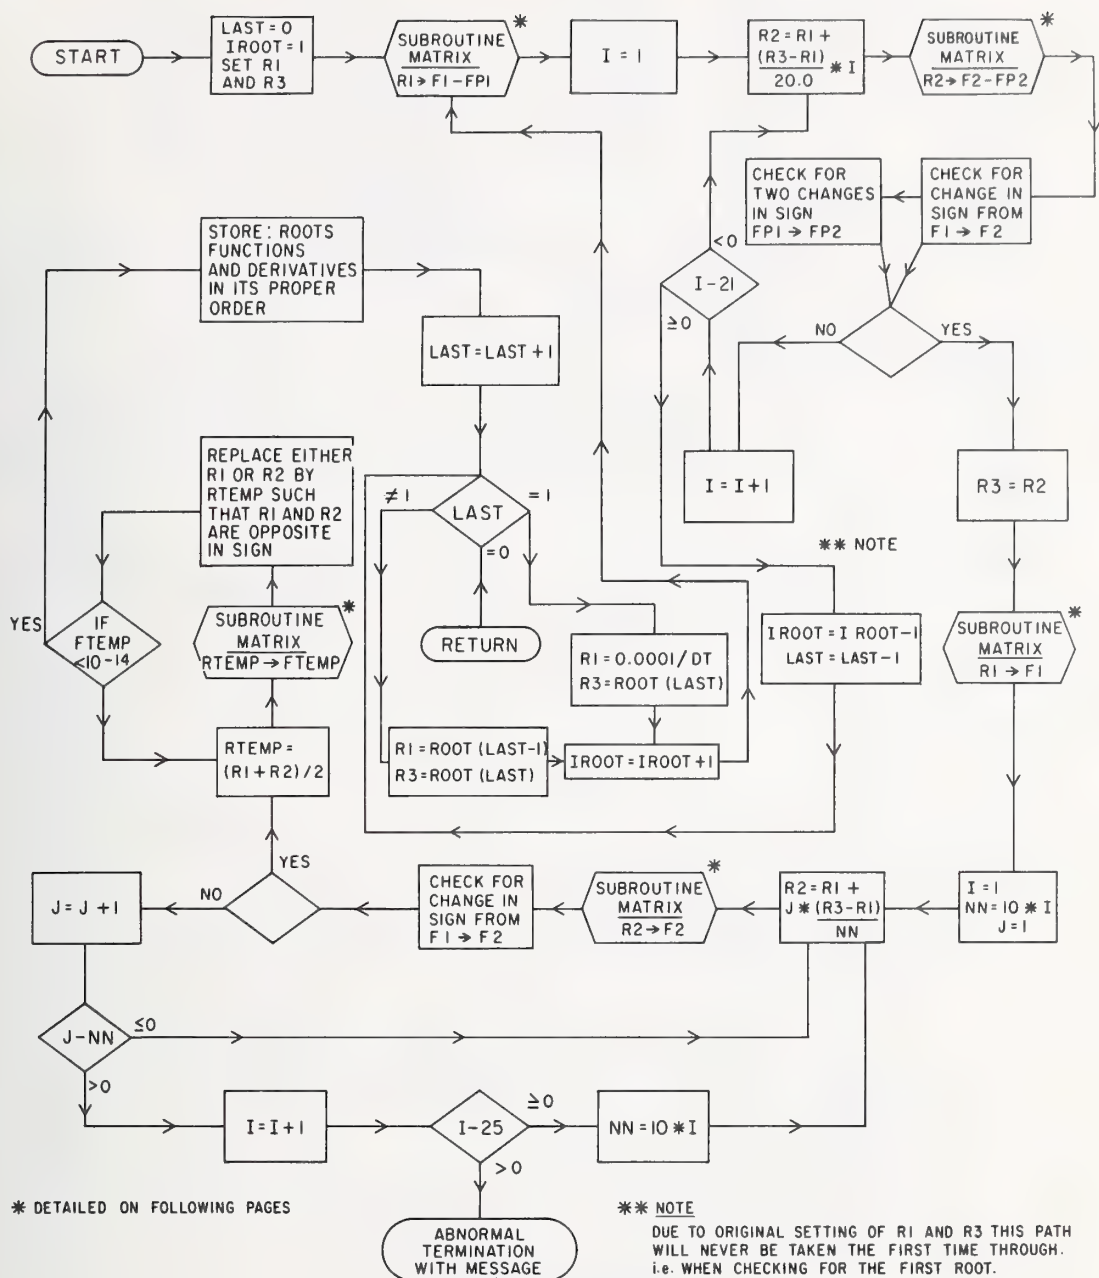 START
LAST=0
IROOT=1
SET R1
AND R3
*
SUBROUTINE
MATRIX
R1→F1-FP1
I = 1
R2=R1+
(R3-R1) * I
20.0
*
SUBROUTINE
MATRIX
R2→F2-FP2
CHECK FOR
TWO CHANGES
IN SIGN
FP1→FP2
CHECK FOR
CHANGE IN
SIGN FROM
F1→F2
STORE: ROOTS
FUNCTIONS
AND DERIVATIVES
IN ITS PROPER
ORDER
<0
I-21
≥0
NO
YES
LAST=LAST+1
REPLACE EITHER
R1 OR R2 BY
RTEMP SUCH
THAT R1 AND R2
ARE OPPOSITE
IN SIGN
≠1
LAST
=1
=0
I=I+1
R3=R2
** NOTE
YES
IF
FTEMP
<10-14
*
SUBROUTINE
MATRIX
RTEMP→FTEMP
RETURN
R1=0.0001/DT
R3=ROOT(LAST)
IROOT=I ROOT-1
LAST=LAST-1
*
SUBROUTINE
MATRIX
R1→F1
RTEMP=
(R1+R2)/2
R1=ROOT(LAST-1)
R3=ROOT(LAST)
IROOT=IROOT+1
J=J+1
NO
YES
CHECK FOR
CHANGE IN
SIGN FROM
F1→F2
*
SUBROUTINE
MATRIX
R2→F2
R2=R1+
J*(R3-R1)
NN
I=1
NN=10*I
J=1
J-NN
≤0
>0
I=I+1
I-25
≥0
NN=10*I
>0
* DETAILED ON FOLLOWING PAGES
ABNORMAL
TERMINATION
WITH MESSAGE
** NOTE
DUE TO ORIGINAL SETTING OF R1 AND R3 THIS PATH
WILL NEVER BE TAKEN THE FIRST TIME THROUGH.
i.e. WHEN CHECKING FOR THE FIRST ROOT.